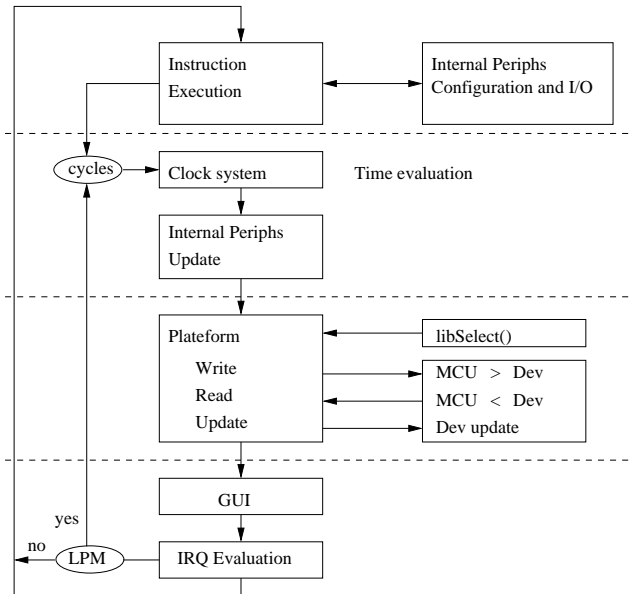 Instruction
Execution
Internal Periphs
Configuration and I/O
cycles
Clock system
Time evaluation
Internal Periphs
Update
Plateform
libSelect()
Write
MCU > Dev
Read
MCU < Dev
Update
Dev update
GUI
yes
no
LPM
IRQ Evaluation